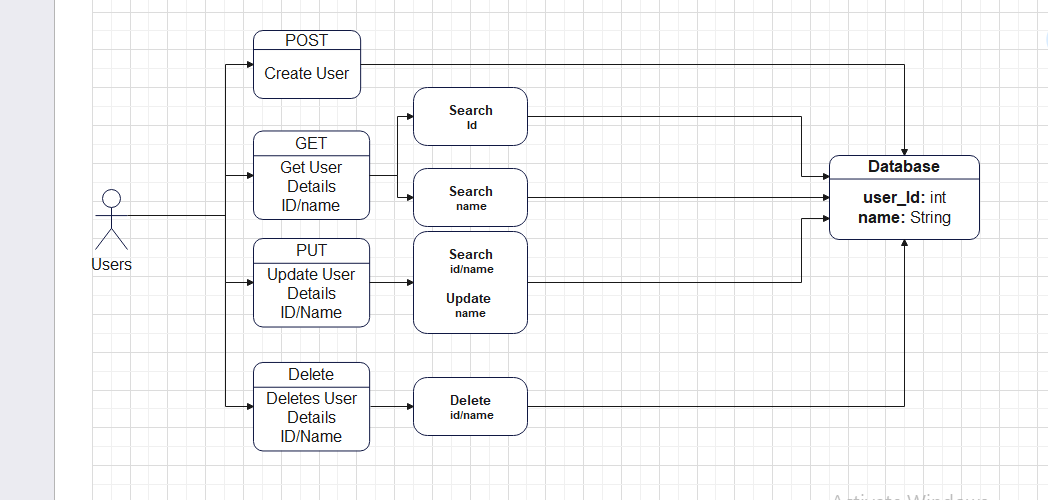 POST
Create User
GET
Get User
Details
ID/name
PUT
Update User
Details
ID/Name
Delete
Deletes User
Details
ID/Name
Users
Search
Id
Search
name
Search
id/name
Update
name
Delete
id/name
Database
user_Id: int
name: String
Activate Windows